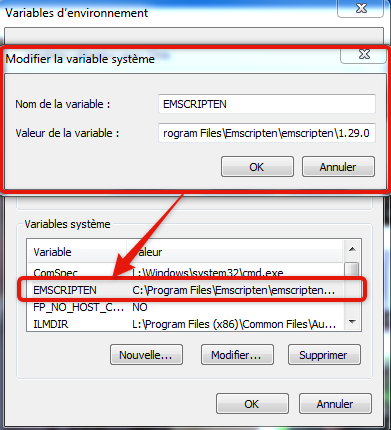 Variables d'environnement
Modifier la variable système
Nom de la variable : EMSCRIPTEN
Valeur de la variable : rogram Files\Emscripten\emscripten\1.29.0
OK Annuler
Variables système
Variable Valeur
ComSpec C:\Windows\system32\cmd.exe
EMSCRIPTEN C:\Program Files\Emscripten\emscripten...
FP_NO_HOST_C... NO
ILMDIR L:\Program Files (x86)\Common Files\Au...
Nouvelle... Modifier... Supprimer
OK Annuler